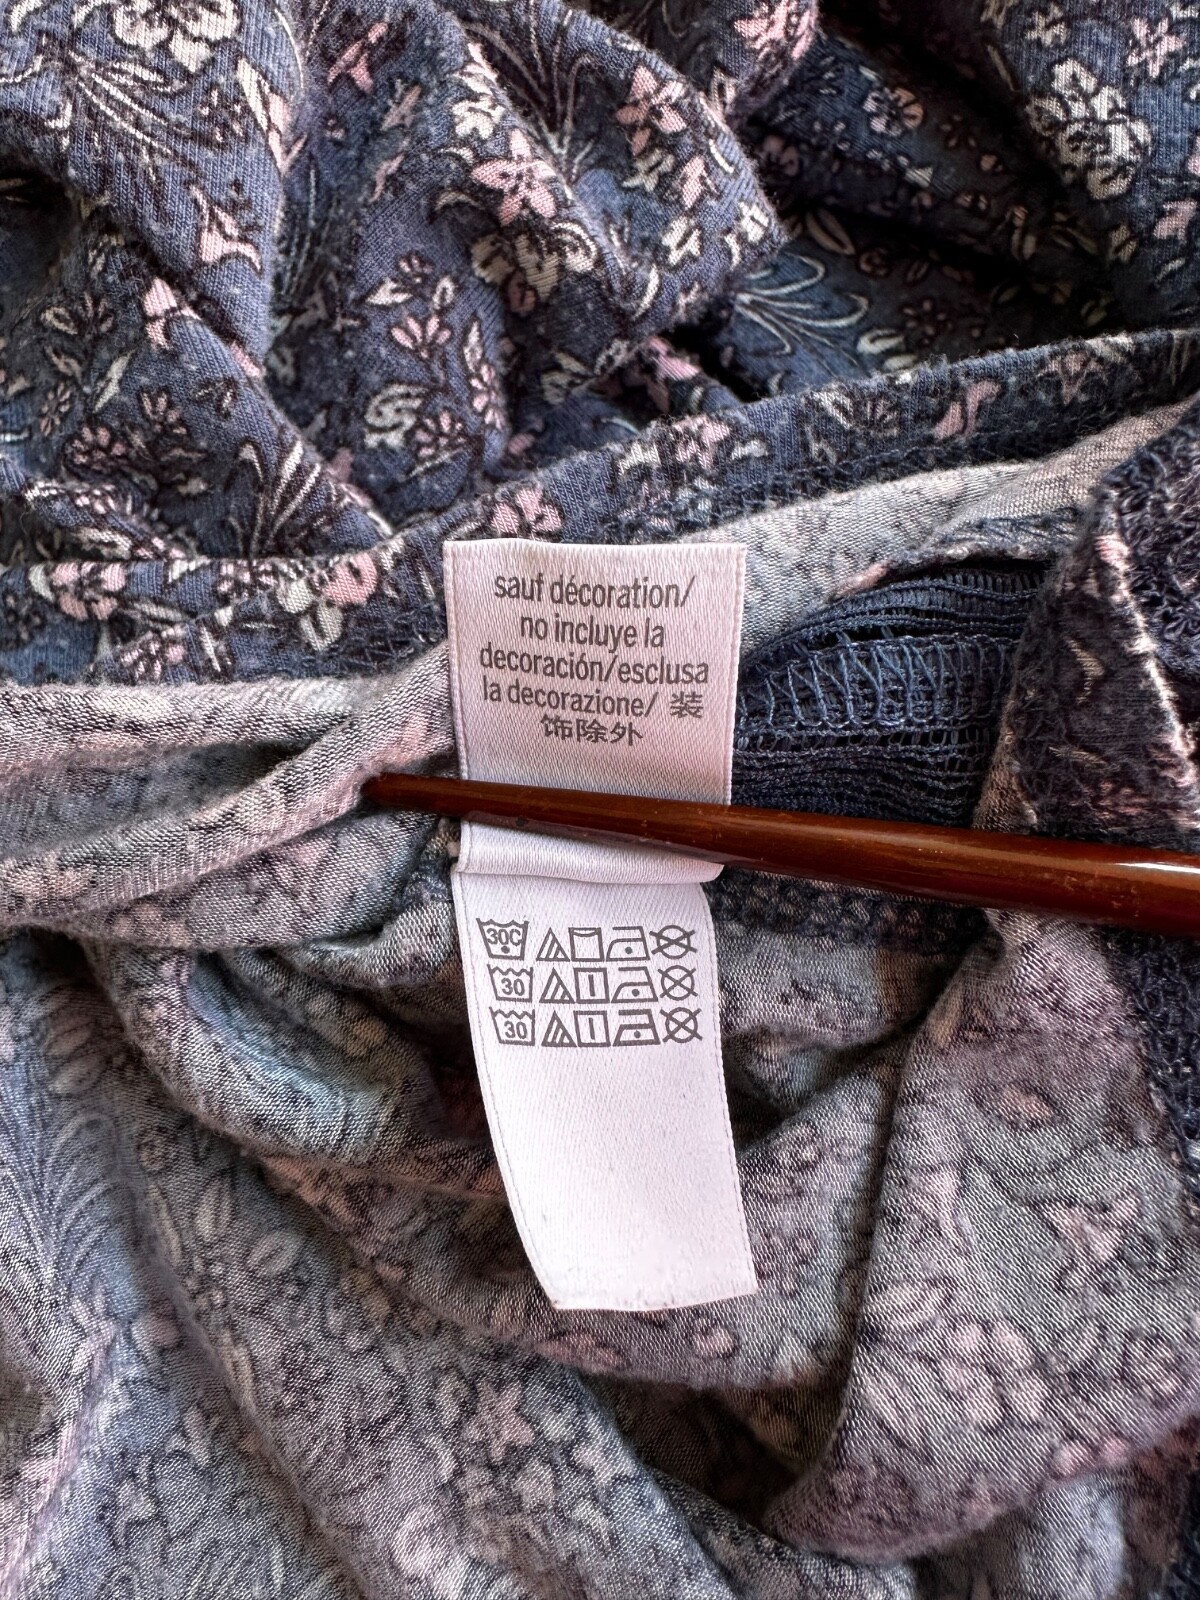 sauf décoration/
no incluye la
decoración/esclusa
la decorazione/ 装
饰除外
30C
30
30